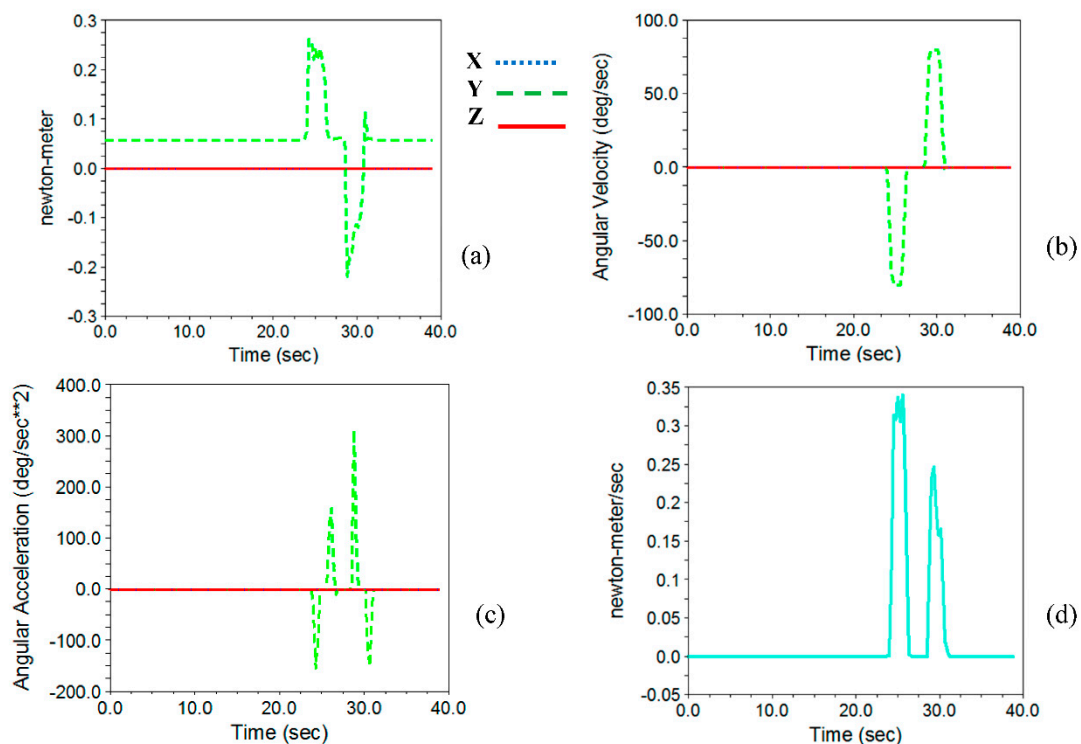 0.3
0.2
0.1
0.0
-0.1
-0.2
-0.3
newton-meter
0.0 10.0 20.0 30.0 40.0
Time (sec)
(a)
X
Y
Z
100.0
50.0
0.0
-50.0
-100.0
Angular Velocity (deg/sec)
0.0 10.0 20.0 30.0 40.0
Time (sec)
(b)
400.0
300.0
200.0
100.0
0.0
-100.0
-200.0
Angular Acceleration (deg/sec**2)
0.0 10.0 20.0 30.0 40.0
Time (sec)
(c)
0.35
0.3
0.25
0.2
0.15
0.1
0.05
0.0
-0.05
newton-meter/sec
0.0 10.0 20.0 30.0 40.0
Time (sec)
(d)